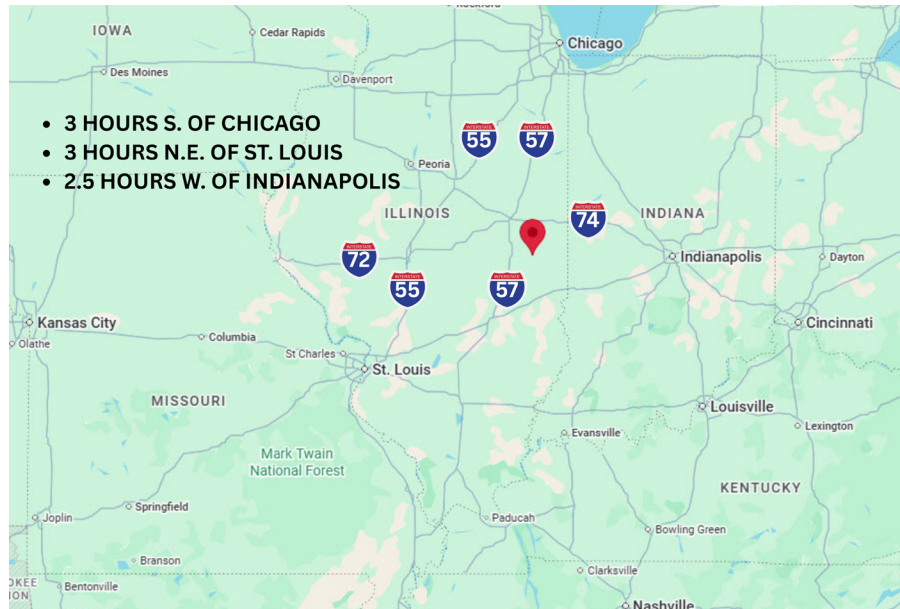 Rockford
IOWA
Cedar Rapids
Chicago
Des Moines
Davenport
• 3 HOURS S. OF CHICAGO
• 3 HOURS N.E. OF ST. LOUIS
• 2.5 HOURS W. OF INDIANAPOLIS
INTERSTATE
55
INTERSTATE
57
Peoria
ILLINOIS
INTERSTATE
74
INDIANA
INTERSTATE
72
Indianapolis
Dayton
INTERSTATE
55
INTERSTATE
57
Kansas City
Olathe
Columbia
Cincinnati
St Charles
St. Louis
MISSOURI
Louisville
Lexington
Evansville
Mark Twain
National Forest
KENTUCKY
Springfield
Joplin
Paducah
Bowling Green
Branson
Clarksville
OKEE
ION
Bentonville
Nashville